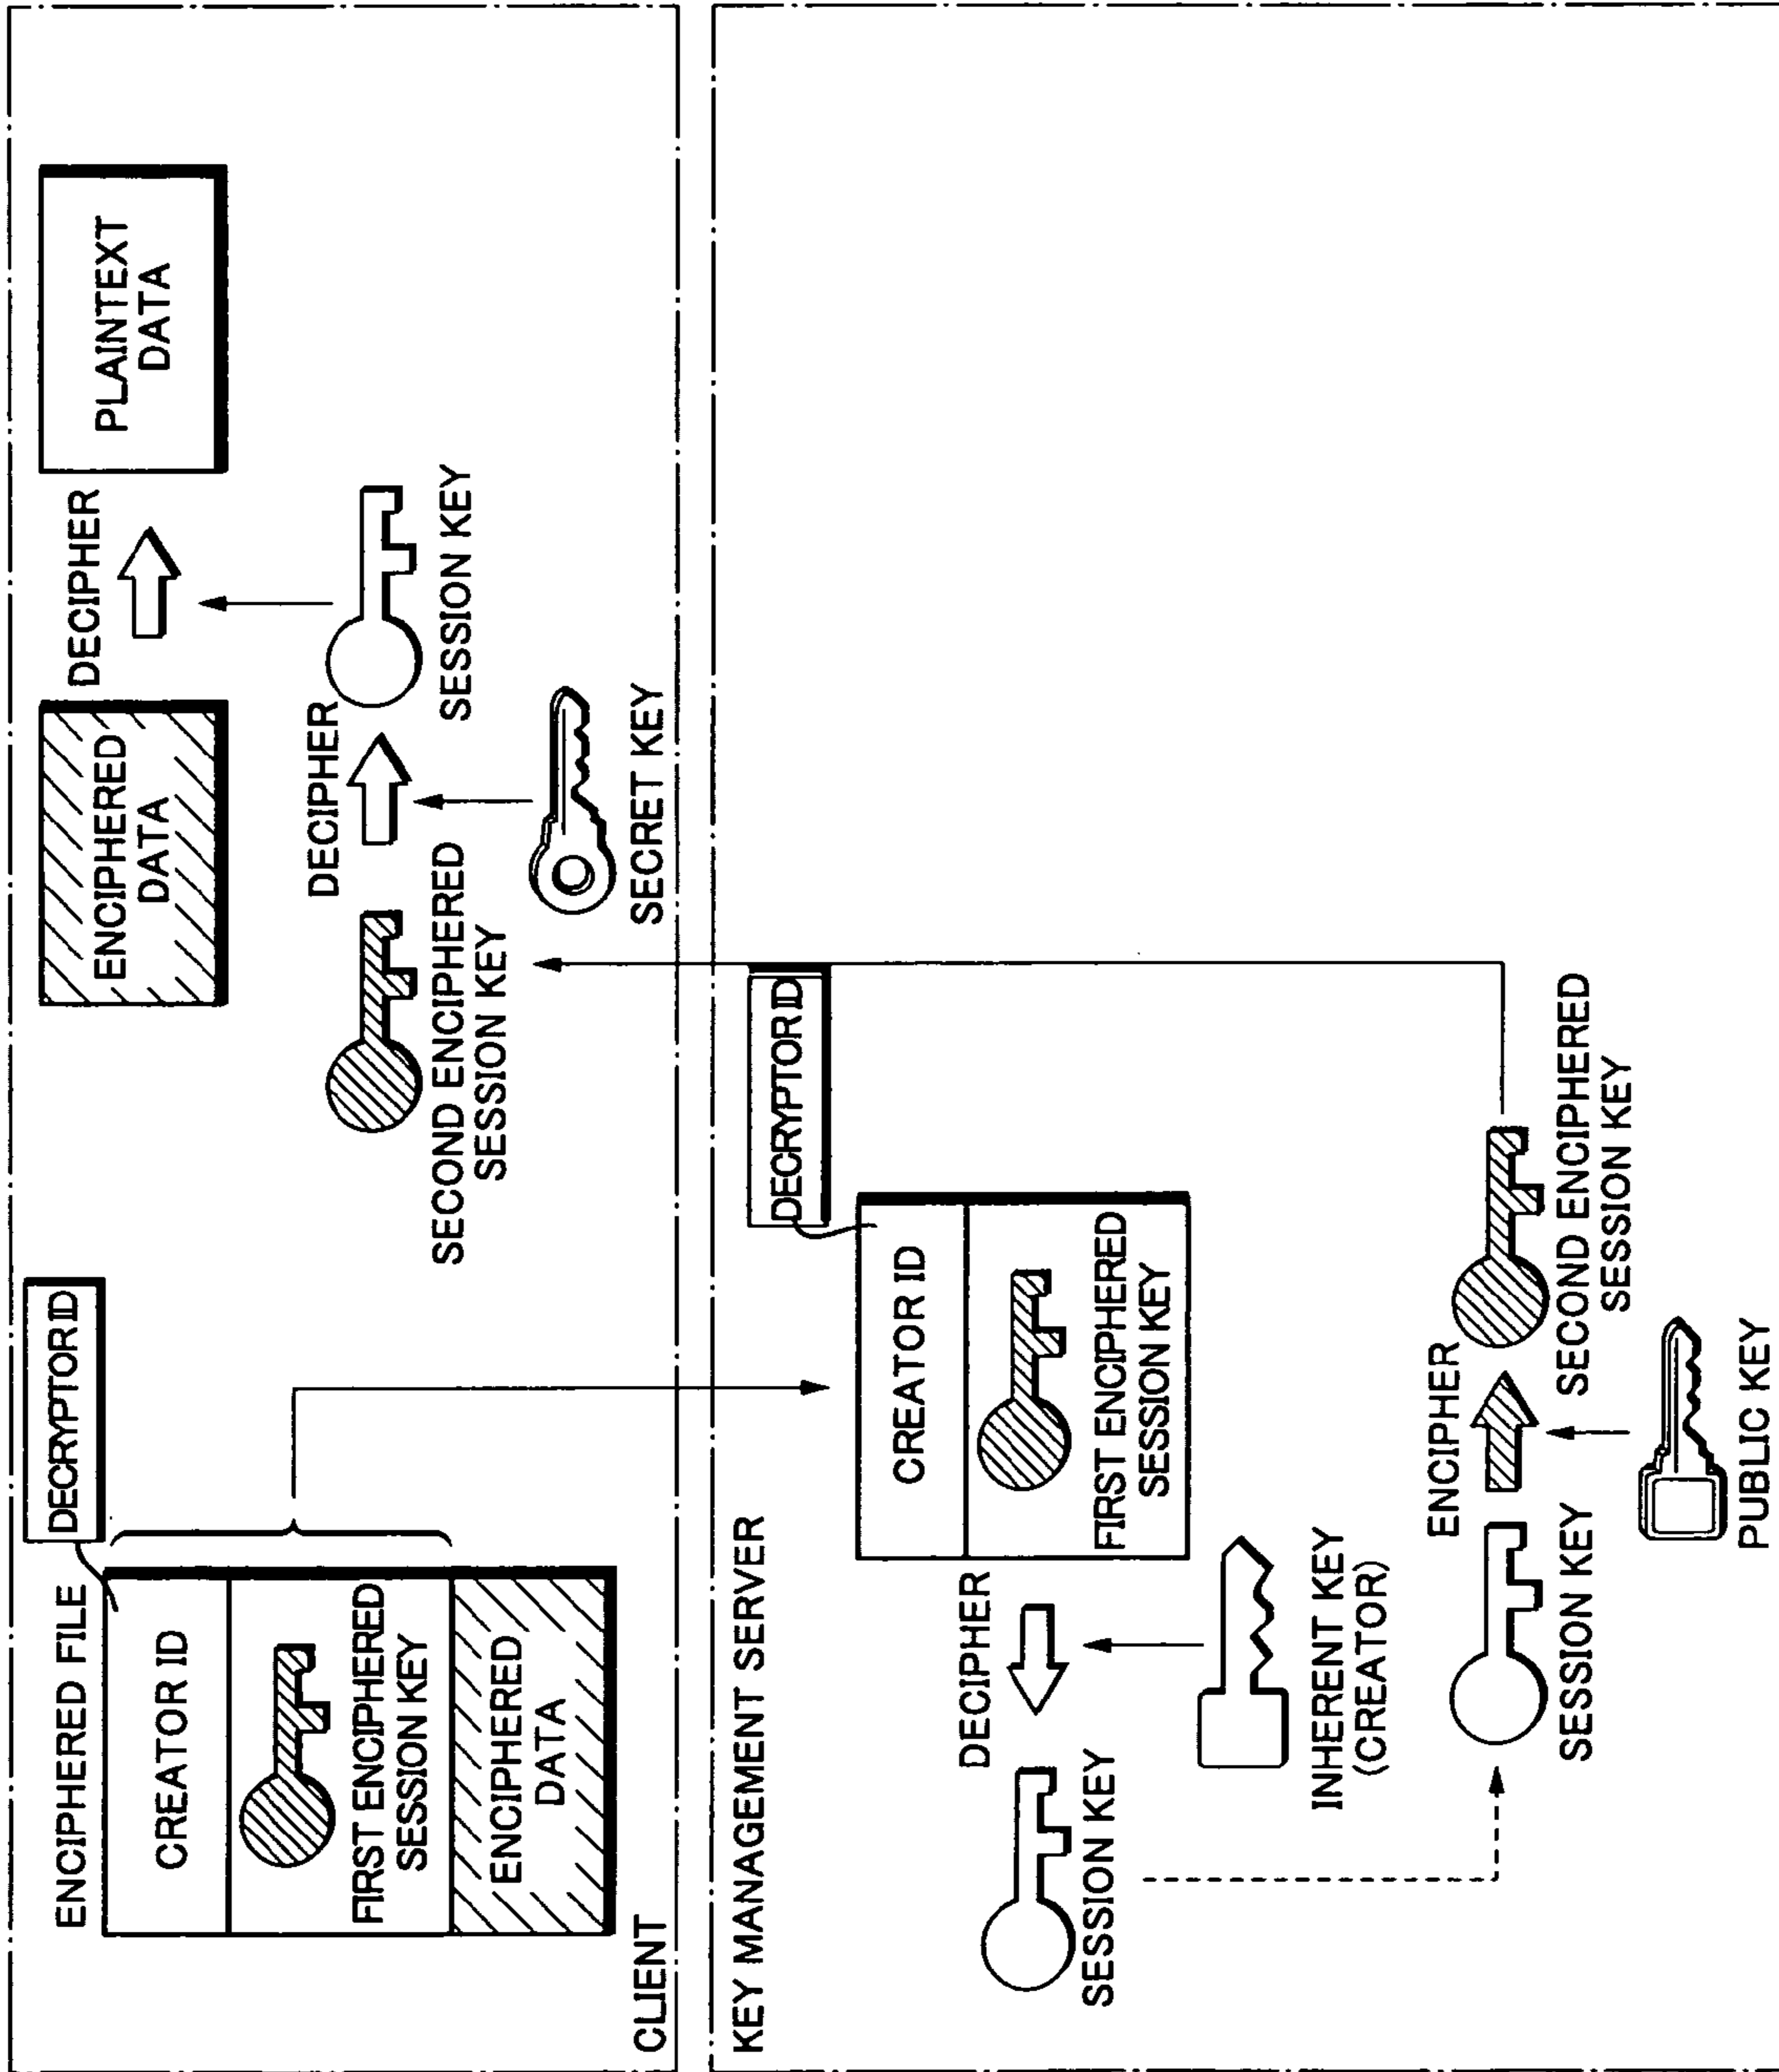 ENCIPHERED FILE
DECRYPTOR ID
CREATOR ID
FIRST ENCIPHERED
SESSION KEY
ENCIPHERED
DATA
CLIENT
ENCIPHERED
DATA
DECIPHER
PLAINTEXT
DATA
SECOND ENCIPHERED
SESSION KEY
DECIPHER
SESSION KEY
SECRET KEY
KEY MANAGEMENT SERVER
DECRYPTOR ID
CREATOR ID
FIRST ENCIPHERED
SESSION KEY
DECIPHER
SESSION KEY
INHERENT KEY
(CREATOR)
SESSION KEY
ENCIPHER
SECOND ENCIPHERED
SESSION KEY
PUBLIC KEY